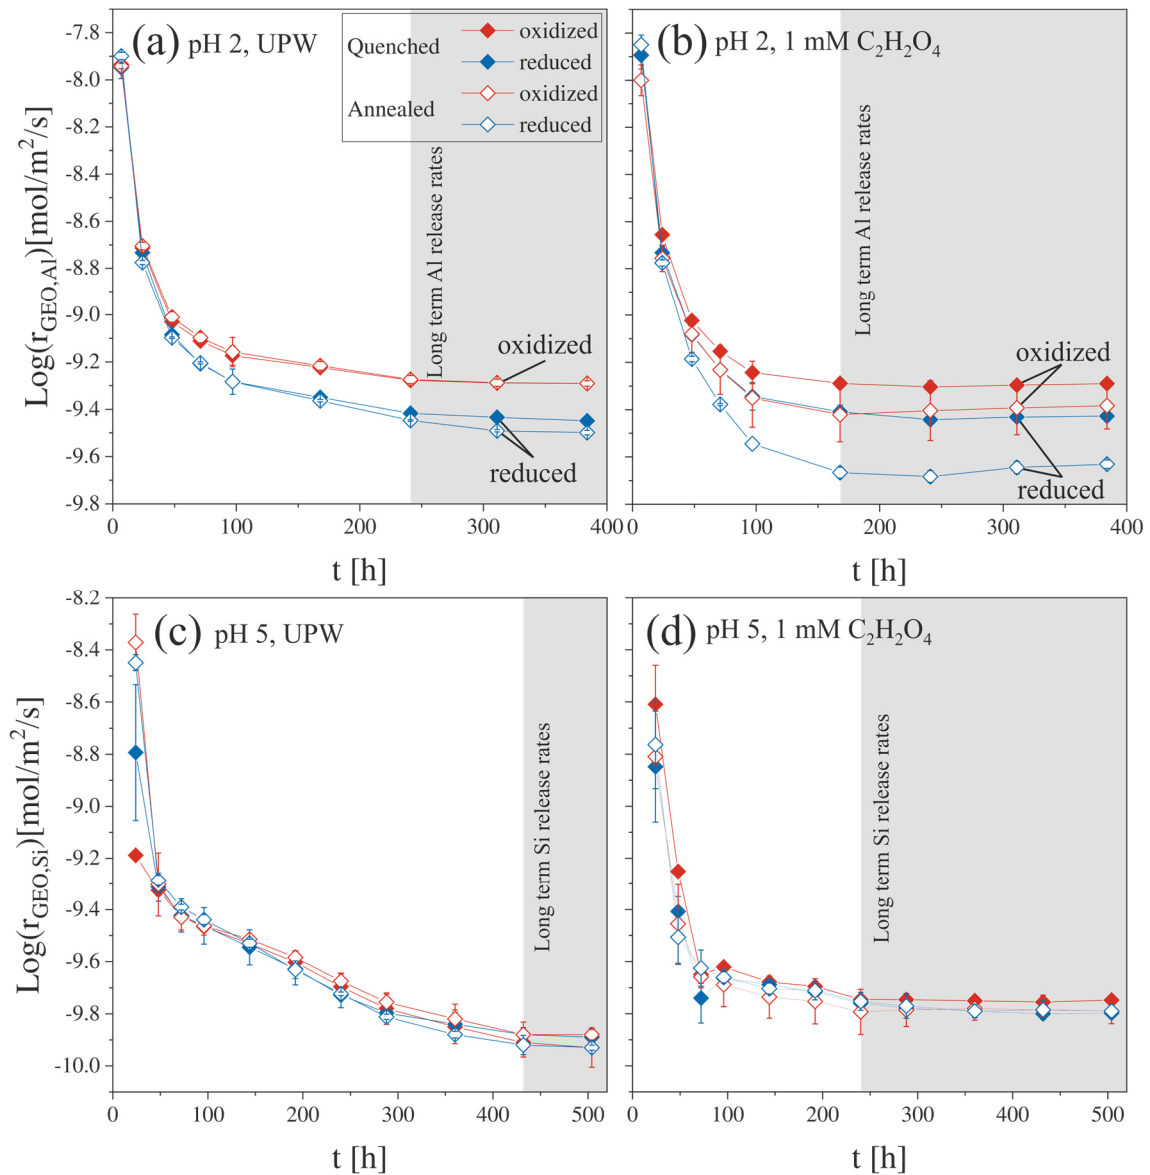 (a) pH 2, UPW
Quenched
oxidized
reduced
Annealed
oxidized
reduced
Log(r_GEO,Al)[mol/m²/s]
-7.8
-8.0
-8.2
-8.4
-8.6
-8.8
-9.0
-9.2
-9.4
-9.6
-9.8
Long term Al release rates
oxidized
reduced
0 100 200 300 400
t [h]
(b) pH 2, 1 mM C₂H₂O₄
Long term Al release rates
oxidized
reduced
0 100 200 300 400
t [h]
(c) pH 5, UPW
Log(r_GEO,Si)[mol/m²/s]
-8.2
-8.4
-8.6
-8.8
-9.0
-9.2
-9.4
-9.6
-9.8
-10.0
Long term Si release rates
0 100 200 300 400 500
t [h]
(d) pH 5, 1 mM C₂H₂O₄
Long term Si release rates
0 100 200 300 400 500
t [h]